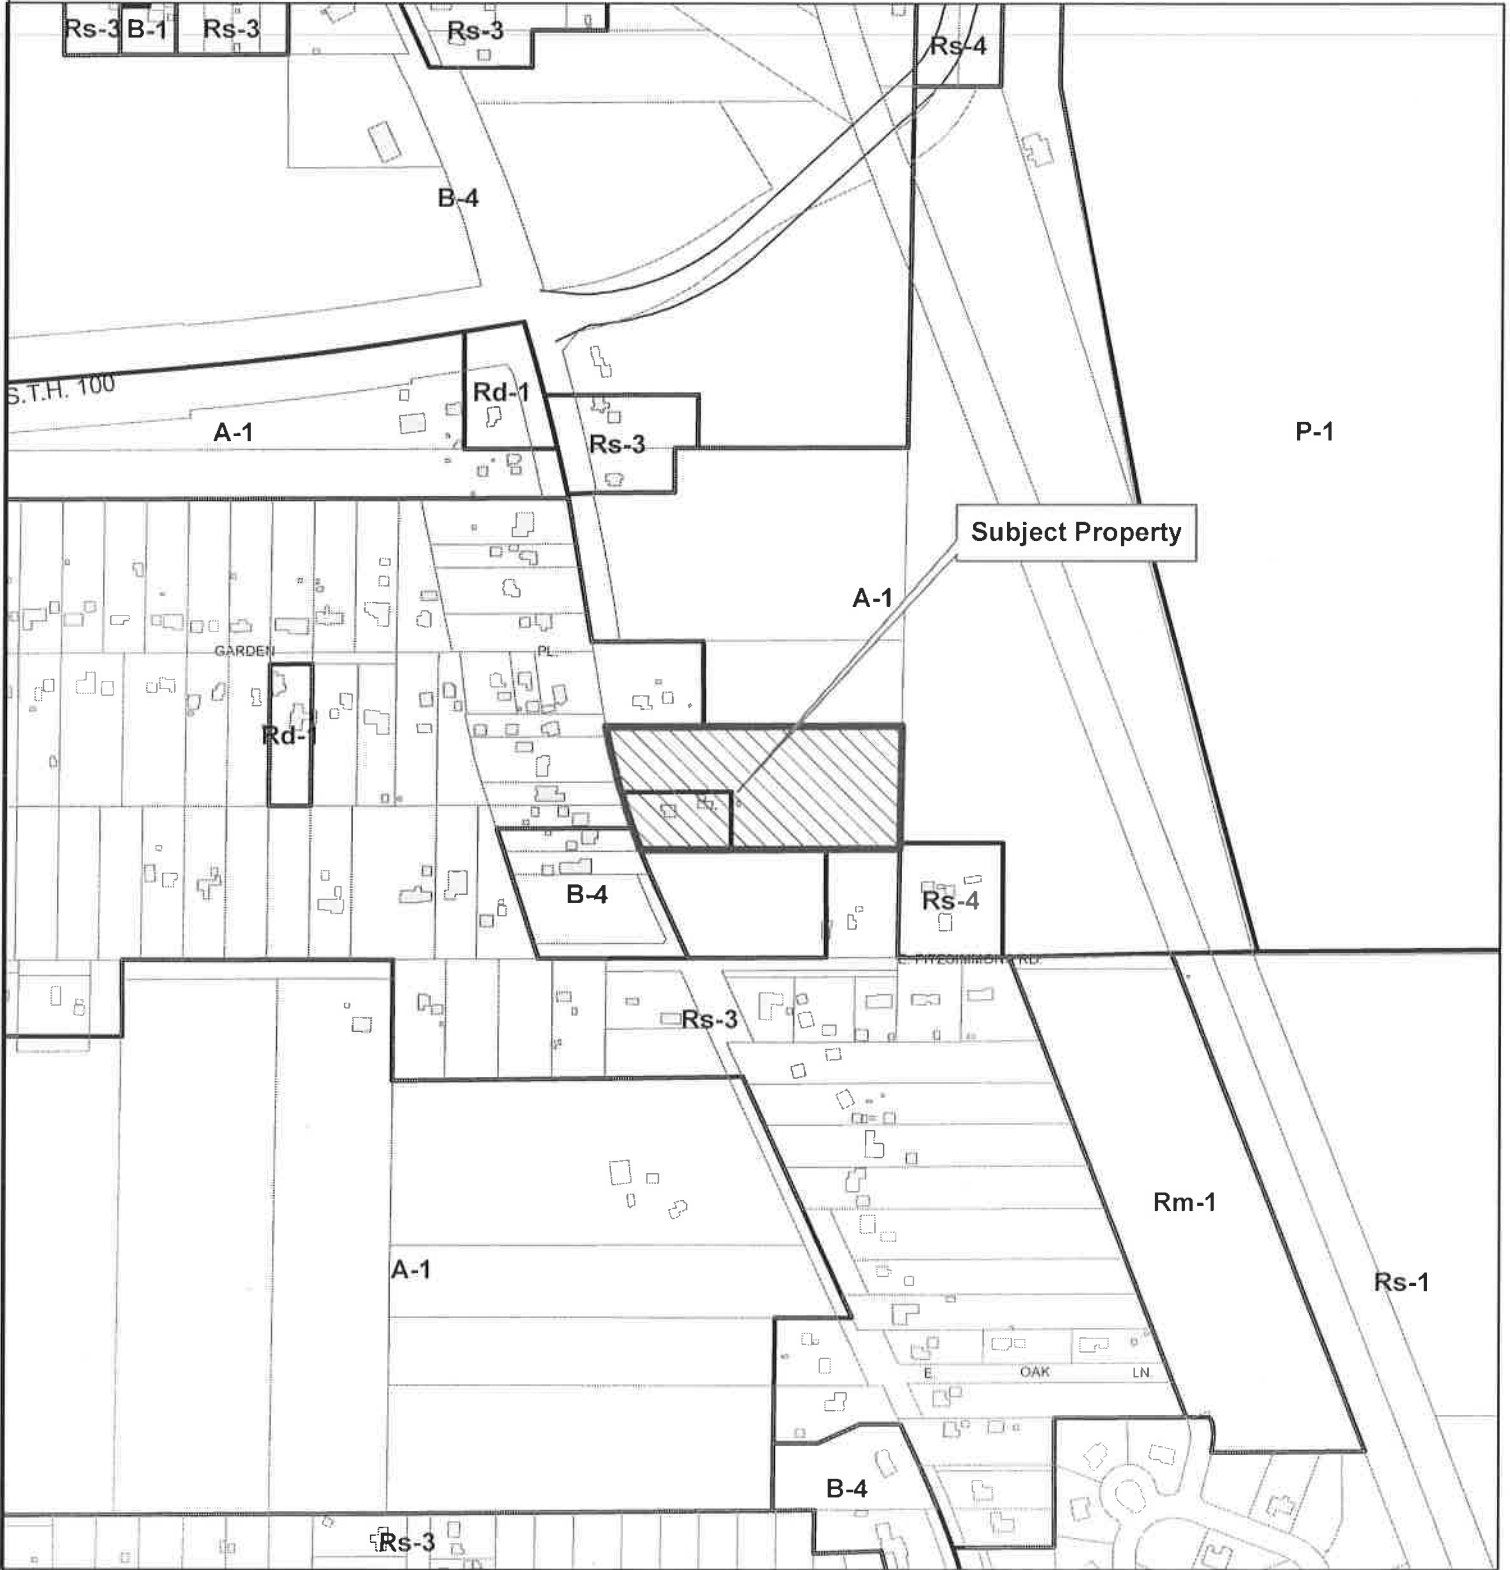 Rs-3
B-1
Rs-3
Rs-3
Rs-4
B-4
S.T.H. 100
Rd-1
A-1
Rs-3
P-1
Subject Property
A-1
GARDEN PL.
Rd-1
B-4
Rs-4
E. FITZSIMMONS RD.
Rs-3
Rm-1
A-1
Rs-1
E. OAK LN.
B-4
Rs-3